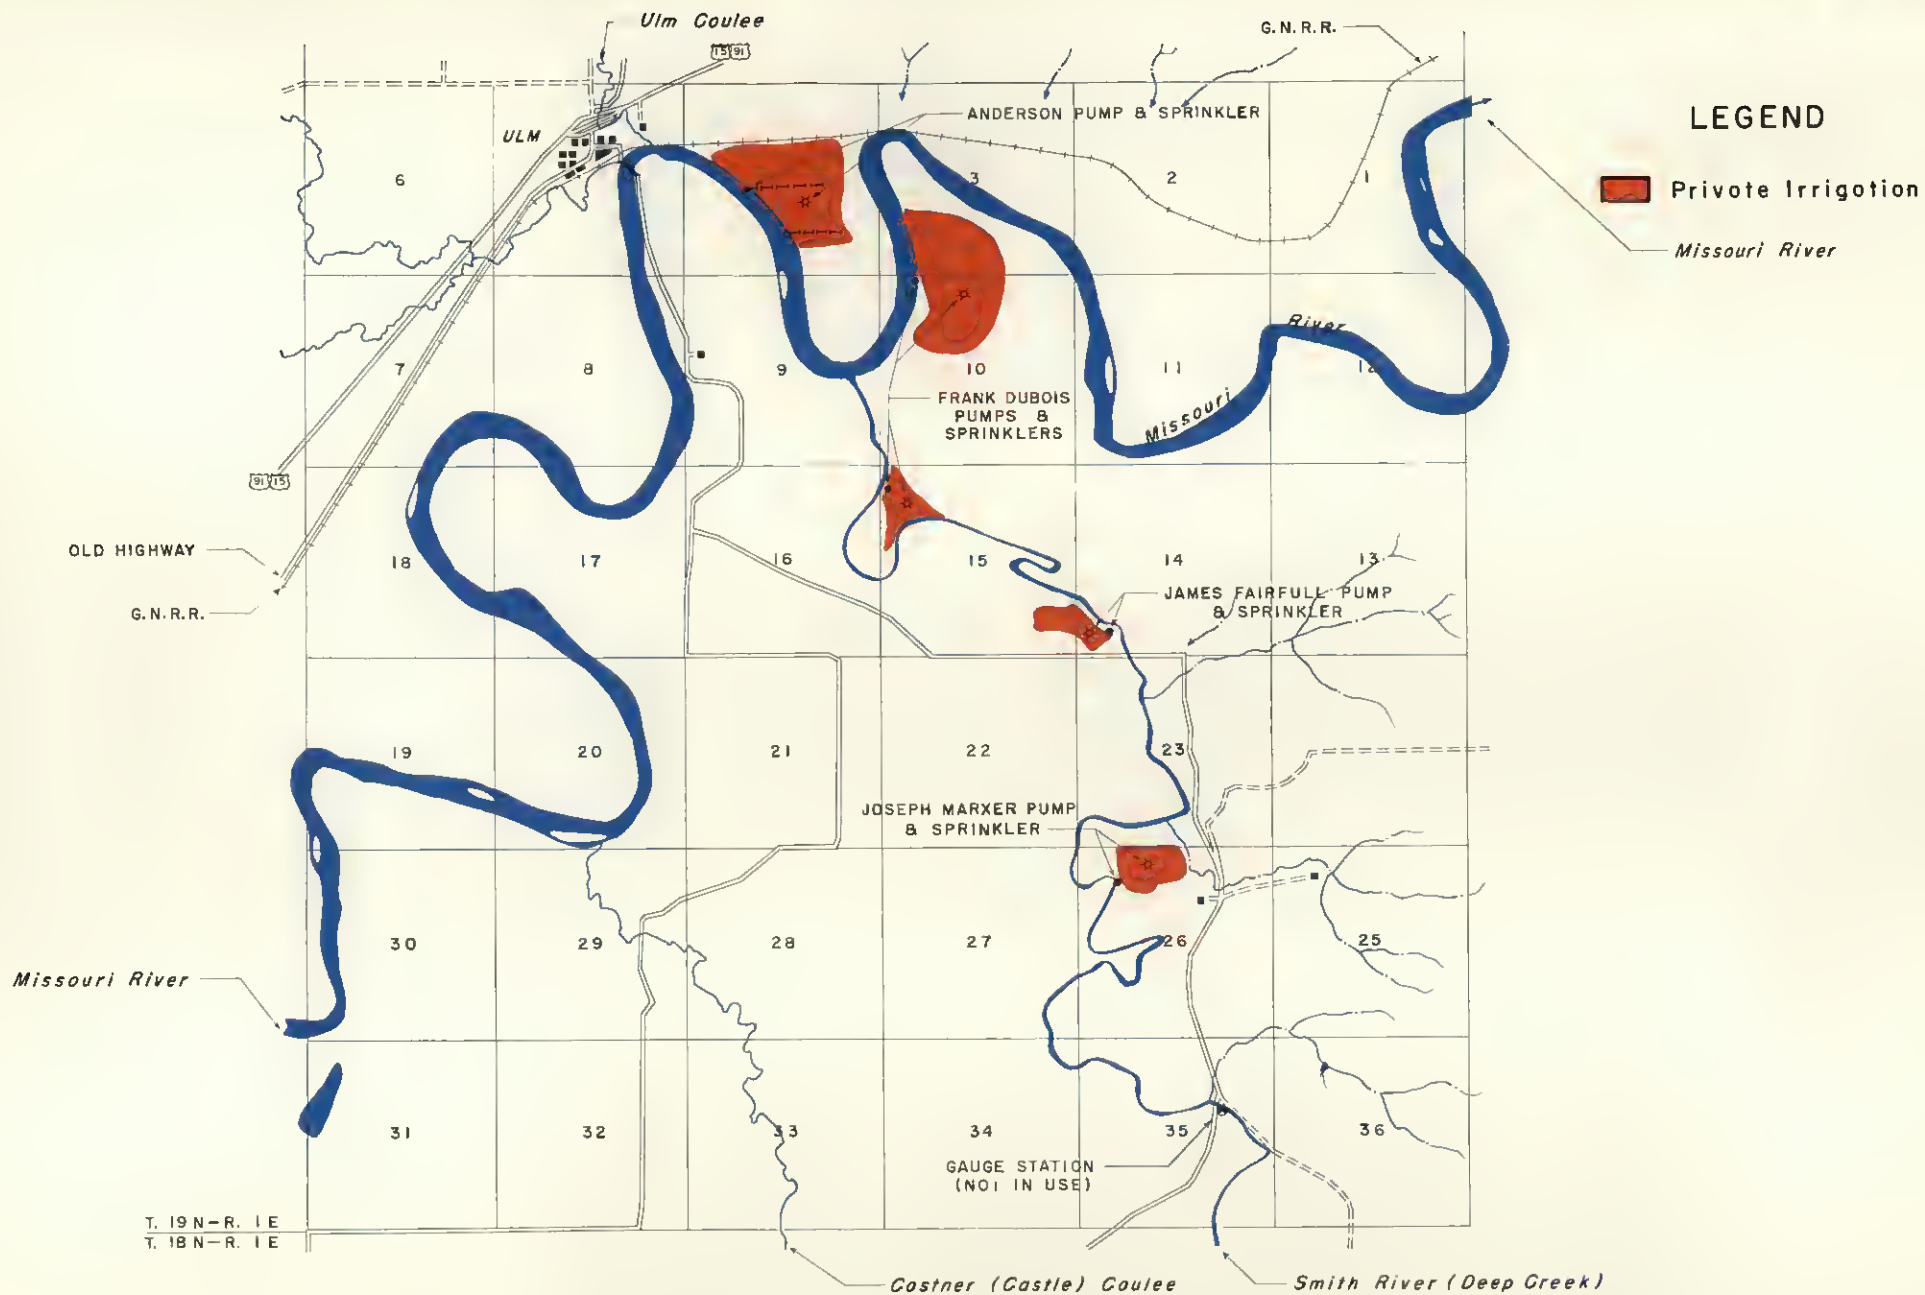 Ulm Coulee
15 91
G.N.R.R.
ANDERSON PUMP & SPRINKLER
LEGEND
ULM
6
3
2
1
Private Irrigation
Missouri River
River
7
8
9
10
11
12
FRANK DUBOIS
PUMPS &
SPRINKLERS
Missouri
91 15
OLD HIGHWAY
18
17
16
15
14
13
JAMES FAIRFULL PUMP
& SPRINKLER
G.N.R.R.
19
20
21
22
23
JOSEPH MARXER PUMP
& SPRINKLER
30
29
28
27
26
25
Missouri River
31
32
33
34
35
36
GAUGE STATION
(NOT IN USE)
T. 19 N-R. 1 E
T. 18 N-R. 1 E
Costner (Castle) Coulee
Smith River (Deep Creek)